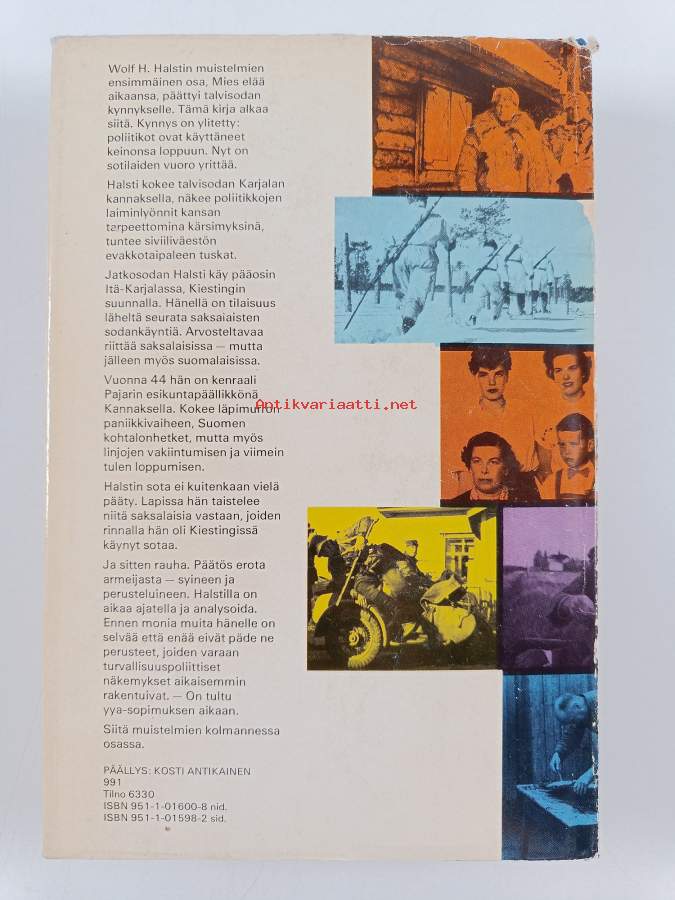 Wolf H. Halstin muistelmien
ensimmäinen osa, Mies elää
aikaansa, päättyi talvisodan
kynnykselle. Tämä kirja alkaa
siitä. Kynnys on ylitetty:
poliitikot ovat käyttäneet
keinonsa loppuun. Nyt on
sotilaiden vuoro yrittää.
Halsti kokee talvisodan Karjalan
kannaksella, näkee poliitikkojen
laiminlyönnit kansan
tarpeettomina kärsimyksinä,
tuntee siviiliväestön
evakkotaipaleen tuskat.
Jatkosodan Halsti käy pääosin
Itä-Karjalassa, Kiestingin
suunnalla. Hänellä on tilaisuus
läheltä seurata saksalaisten
sodankäyntiä. Arvosteltavaa
riittää saksalaisissa — mutta
jälleen myös suomalaisissa.
Vuonna 44 hän on kenraali
Pajarin esikuntapäällikkönä
Antikvariaatti.net
Kannaksella. Kokee läpimurron
paniikkivaiheen, Suomen
kohtalonhetket, mutta myös
linjojen vakiintumisen ja viimein
tulen loppumisen.
Halstin sota ei kuitenkaan vielä
pääty. Lapissa hän taistelee
niitä saksalaisia vastaan, joiden
rinnalla hän oli Kiestingissä
käynyt sotaa.
Ja sitten rauha. Päätös erota
armeijasta — syineen ja
perusteluineen. Halstilla on
aikaa ajatella ja analysoida.
Ennen monia muita hänelle on
selvää että enää eivät päde ne
perusteet, joiden varaan
turvallisuuspoliittiset
näkemykset aikaisemmin
rakentuivat. — On tultu
yya-sopimuksen aikaan.
Siitä muistelmien kolmannessa
osassa.
PÄÄLLYS: KOSTI ANTIKAINEN
991
Tilno 6330
ISBN 951-1-01600-8 nid.
ISBN 951-1-01598-2 sid.